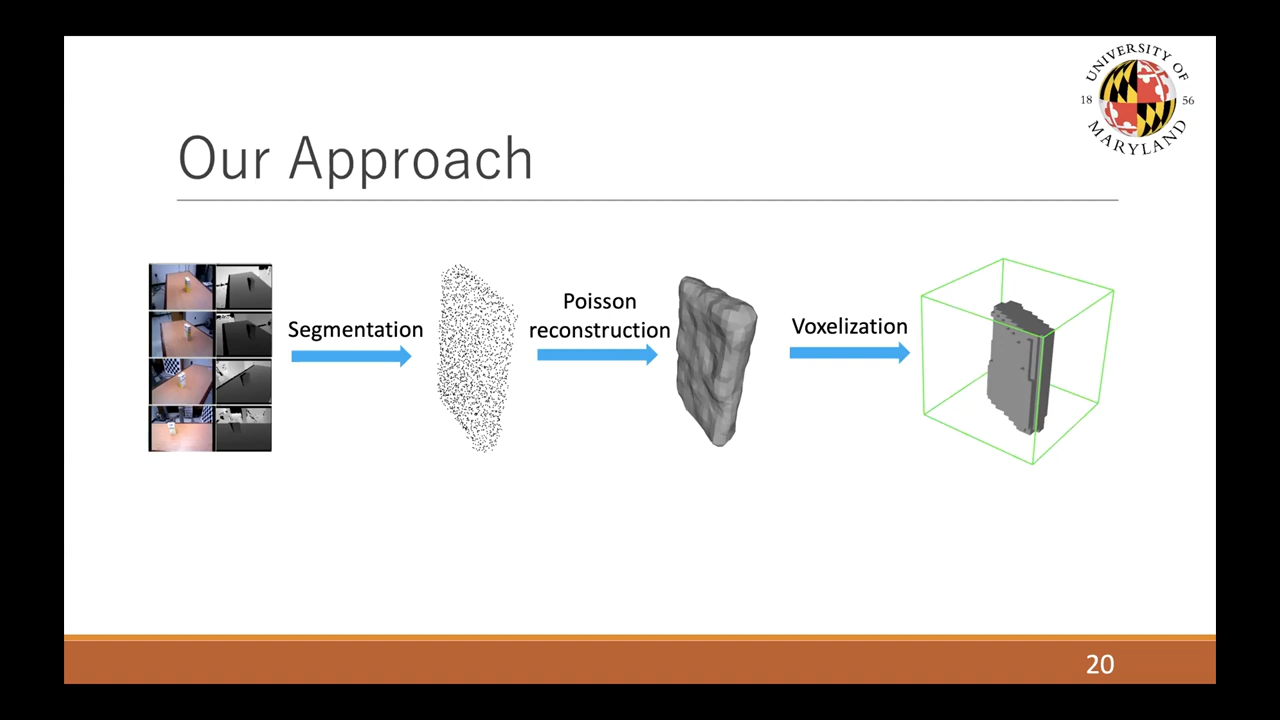 UNIVERSITY OF
18 56
MARYLAND
Our Approach
Segmentation
Poisson
reconstruction
Voxelization
20